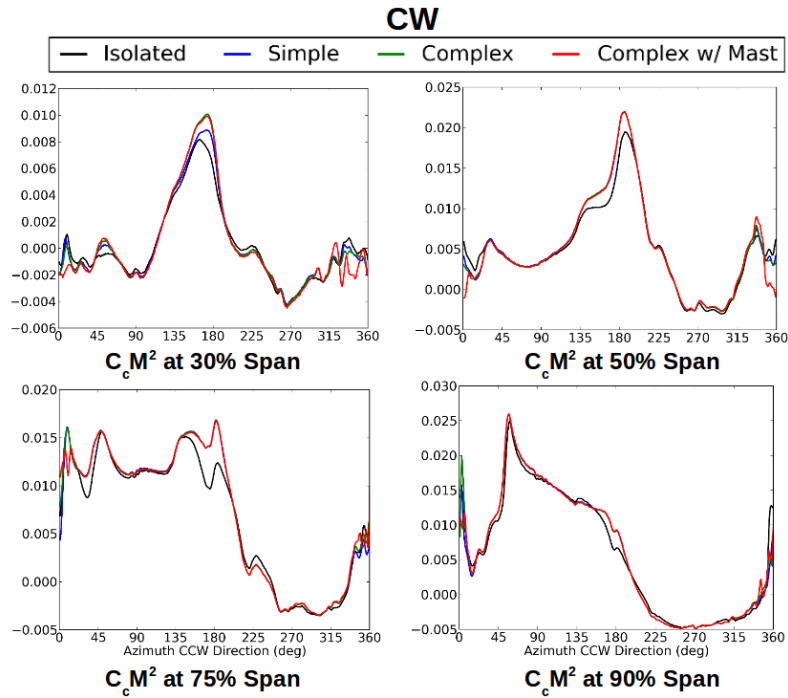 CW
Isolated Simple Complex Complex w/ Mast
0.012
0.010
0.008
0.006
0.004
0.002
0.000
−0.002
−0.004
−0.006
0 45 90 135 180 225 270 315 360
C_cM² at 30% Span
0.025
0.020
0.015
0.010
0.005
0.000
−0.005
0 45 90 135 180 225 270 315 360
C_cM² at 50% Span
0.020
0.015
0.010
0.005
0.000
−0.005
0 45 90 135 180 225 270 315 360
Azimuth CCW Direction (deg)
C_cM² at 75% Span
0.030
0.025
0.020
0.015
0.010
0.005
0.000
−0.005
0 45 90 135 180 225 270 315 360
Azimuth CCW Direction (deg)
C_cM² at 90% Span